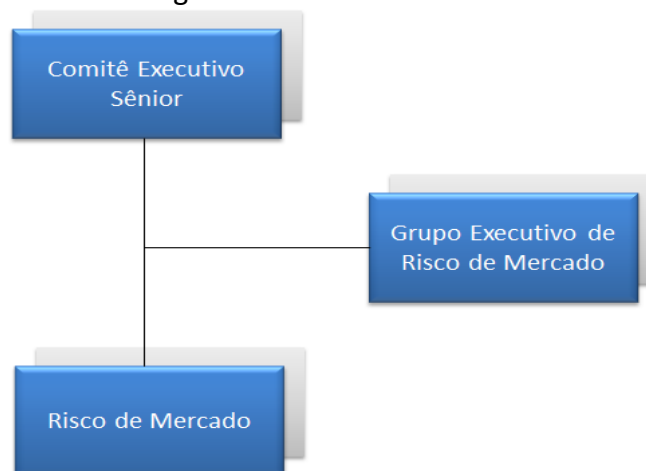 Comitê Executivo
Sênior
Grupo Executivo de
Risco de Mercado
Risco de Mercado